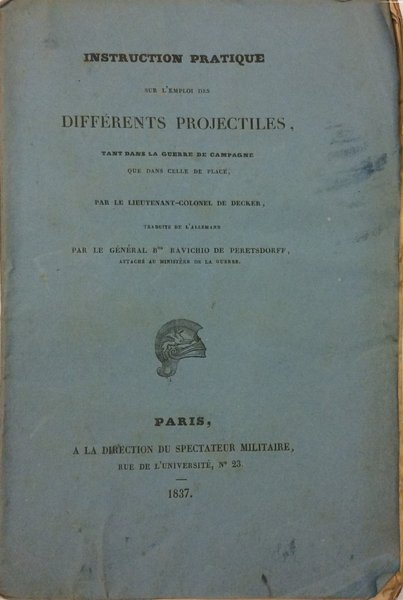 INSTRUCTION PRATIQUE
SUR L'EMPLOI DES
DIFFÉRENTS PROJECTILES,
TANT DANS LA GUERRE DE CAMPAGNE
QUE DANS CELLE DE PLACE,
PAR LE LIEUTENANT-COLONEL DE DECKER,
TRADUITE DE L'ALLEMAND
PAR LE GÉNÉRAL Bon RAVICHIO DE PERETSDORFF,
ATTACHÉ AU MINISTÈRE DE LA GUERRE.
PARIS,
A LA DIRECTION DU SPECTATEUR MILITAIRE,
RUE DE L'UNIVERSITÉ, N° 23.
1837.